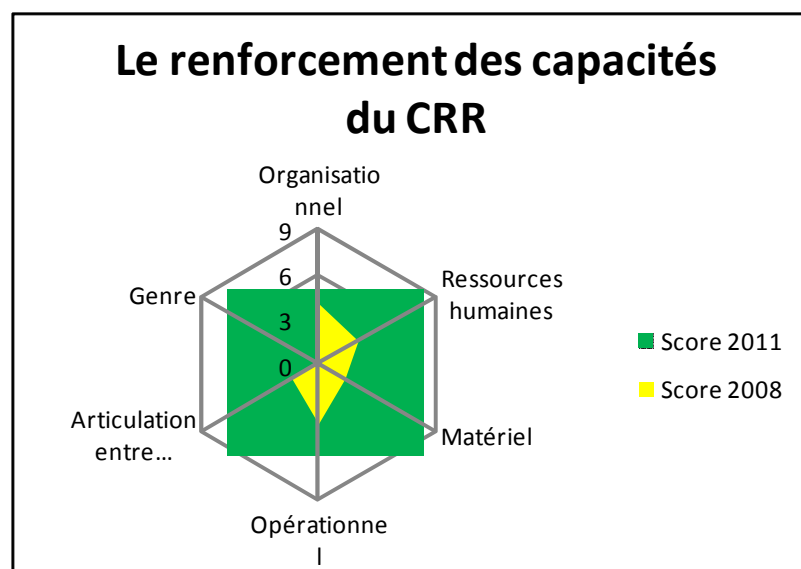 Le renforcement des capacités
du CRR
Organisatio
nnel
9
6
3
0
Ressources
humaines
Matériel
Opérationne
l
Articulation
entre...
Genre
Score 2011
Score 2008